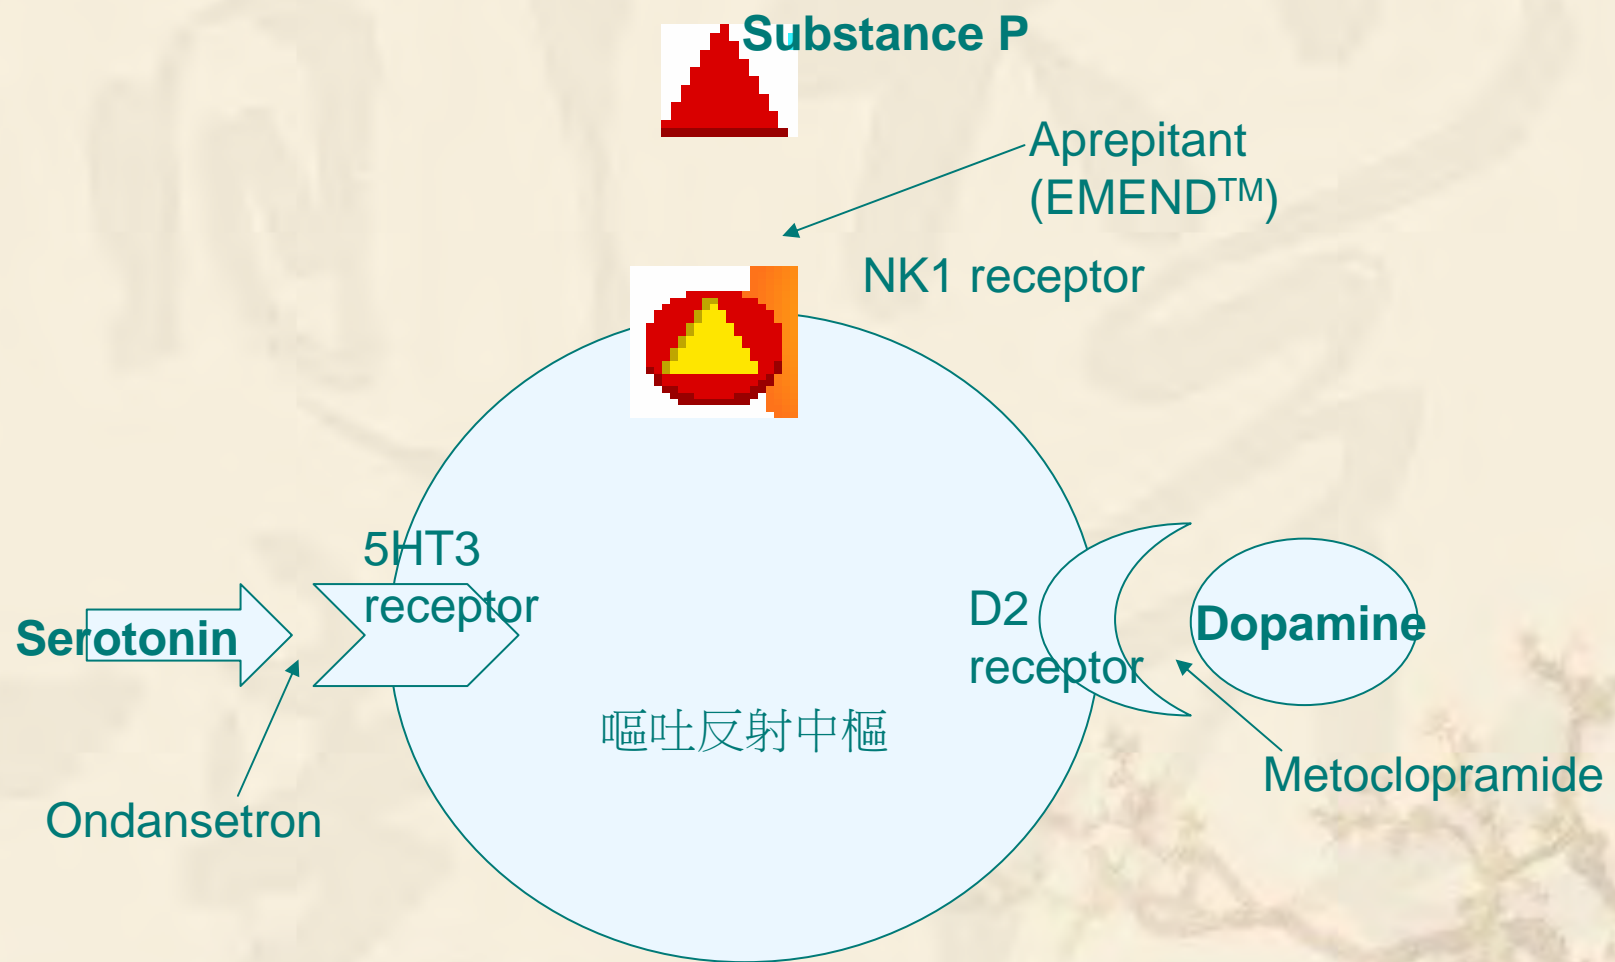 Substance P
Aprepitant
(EMEND™)
NK1 receptor
5HT3
receptor
Serotonin
D2
receptor
Dopamine
嘔吐反射中樞
Metoclopramide
Ondansetron